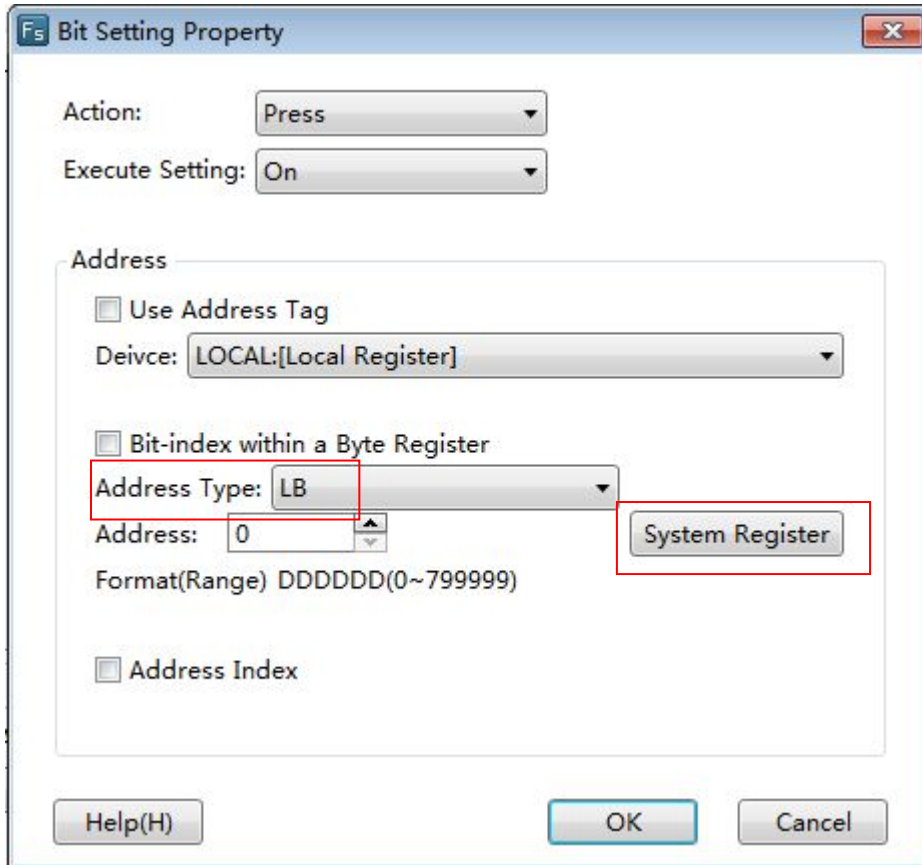 Fs Bit Setting Property
Action: Press
Execute Setting: On
Address
Use Address Tag
Deivce: LOCAL:[Local Register]
Bit-index within a Byte Register
Address Type: LB
Address: 0 System Register
Format(Range) DDDDDD(0~799999)
Address Index
Help(H) OK Cancel